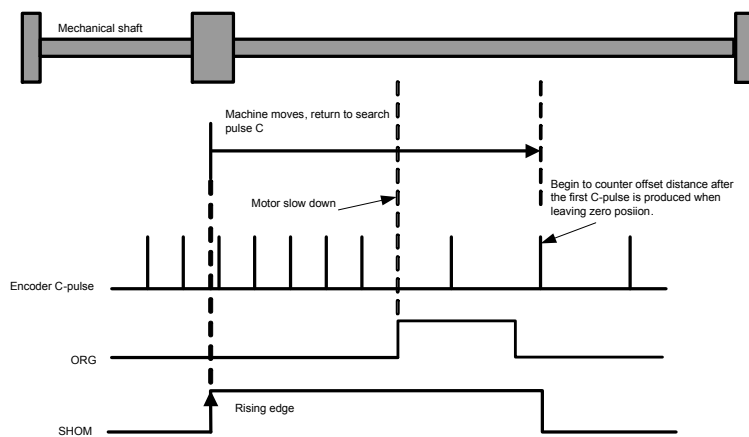 Mechanical shaft
Machine moves, return to search
pulse C
Motor slow down
Begin to counter offset distance after
the first C-pulse is produced when
leaving zero posiion.
Encoder C-pulse
ORG
Rising edge
SHOM